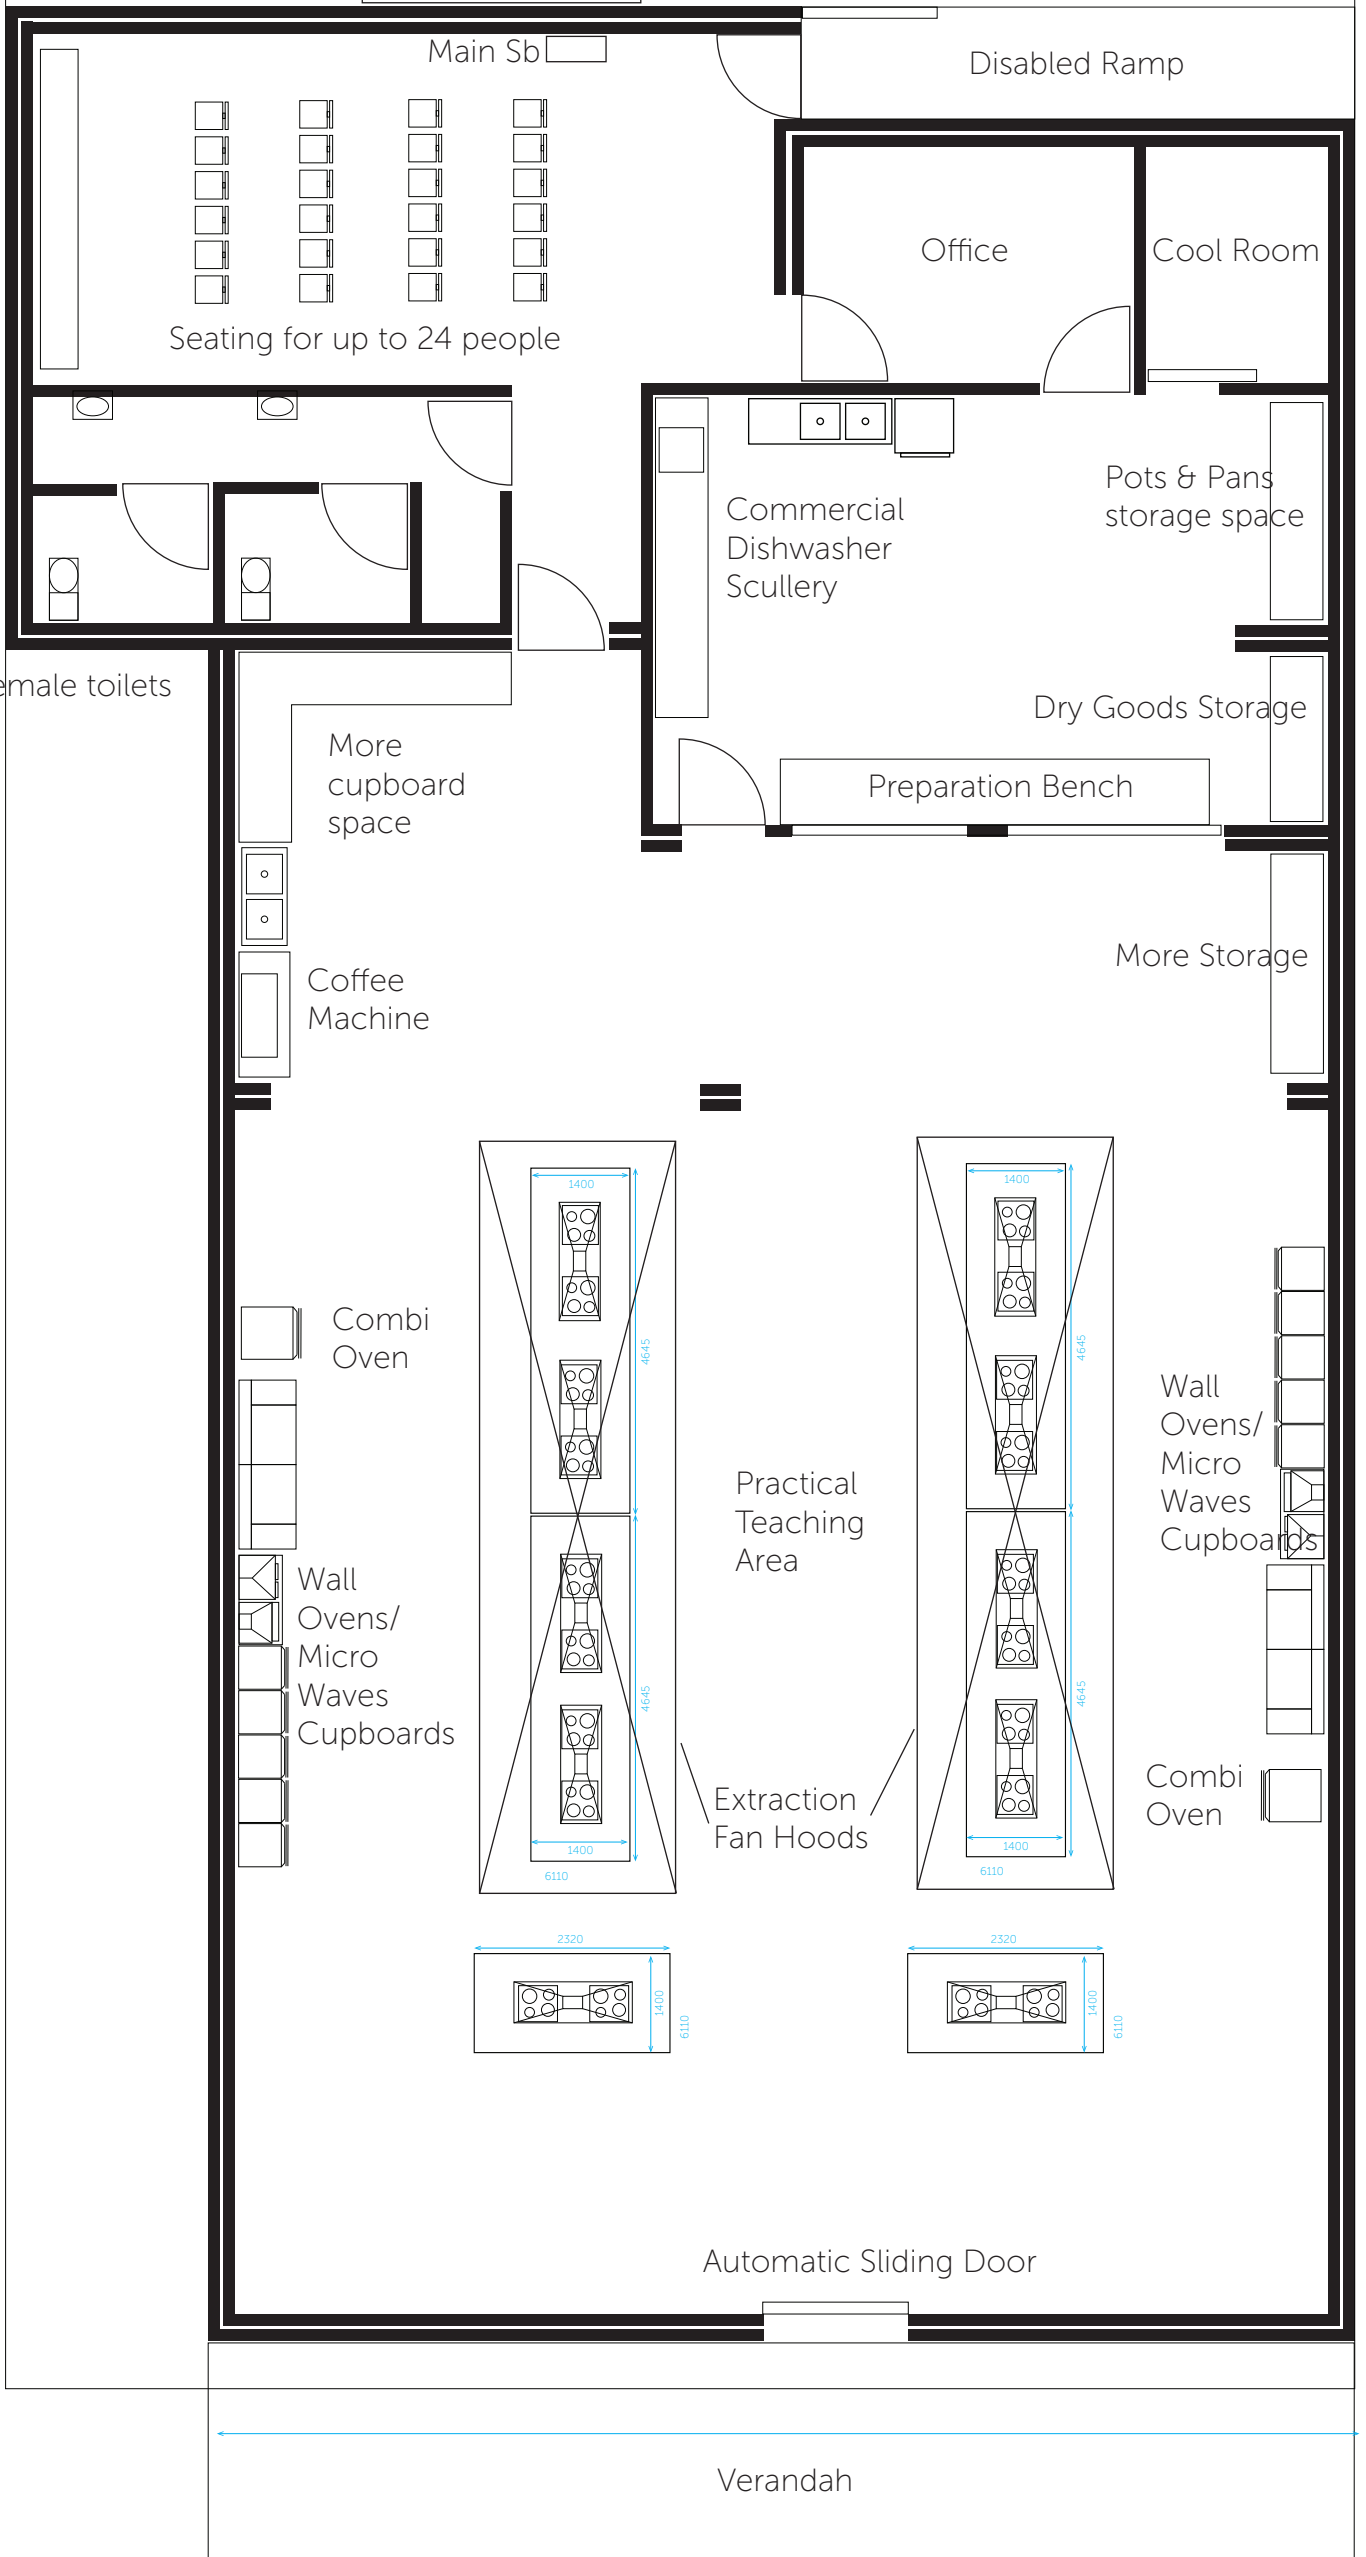 Main Sb
Disabled Ramp
Office
Cool Room
Seating for up to 24 people
Pots & Pans
storage space
Commercial
Dishwasher
Scullery
emale toilets
Dry Goods Storage
More
cupboard
space
Preparation Bench
More Storage
Coffee
Machine
1400
1400
4645
4645
Combi
Oven
Wall
Ovens/
Micro
Waves
Cupboards
Practical
Teaching
Area
Wall
Ovens/
Micro
Waves
Cupboards
4645
4645
Extraction
Fan Hoods
Combi
Oven
1400
1400
6110
6110
2320
2320
1400
6110
1400
6110
Automatic Sliding Door
Verandah